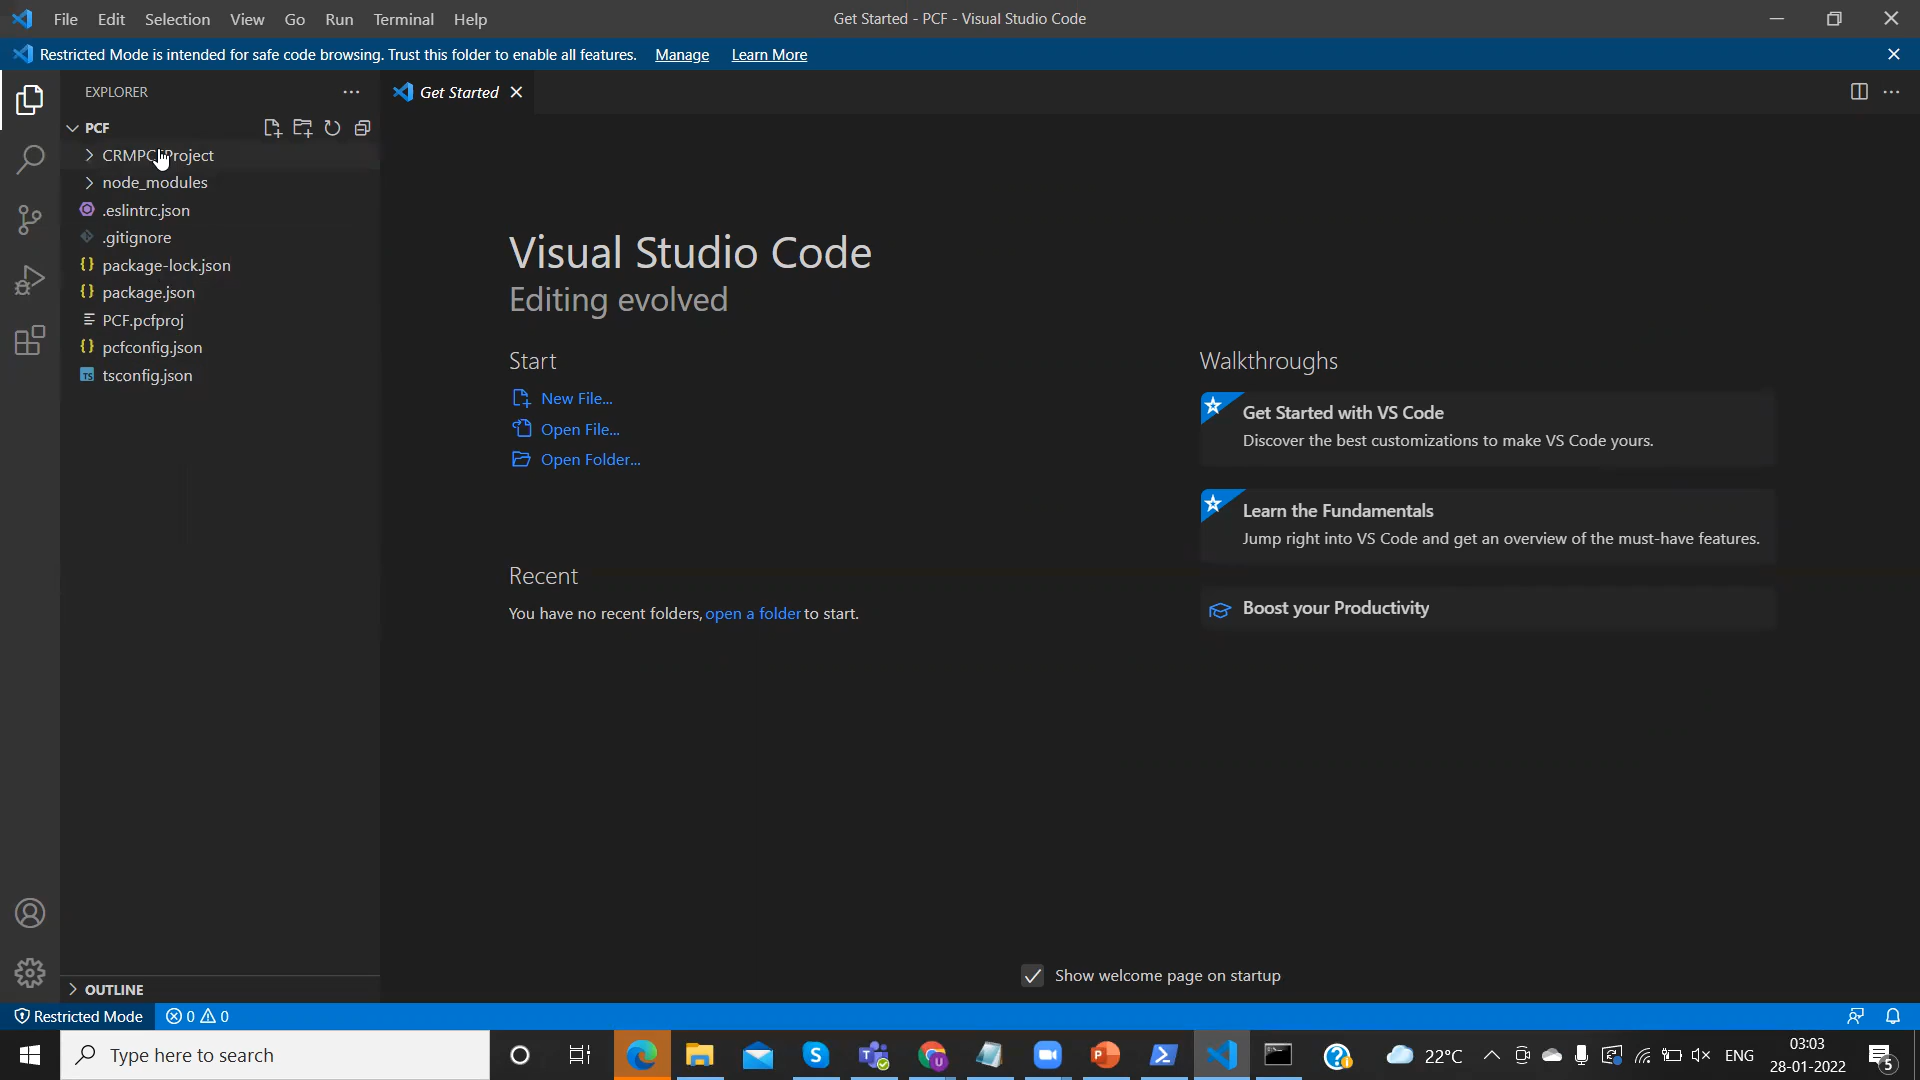 File Edit Selection View Go Run Terminal Help
Get Started - PCF - Visual Studio Code
Restricted Mode is intended for safe code browsing. Trust this folder to enable all features. Manage Learn More
EXPLORER
Get Started
PCF
node_modules
.eslintrc.json
.gitignore
package-lock.json
package.json
PCF.pcfproj
pcfconfig.json
TS tsconfig.json
Visual Studio Code
Editing evolved
Start
New File...
Open File...
Open Folder...
Recent
You have no recent folders, open a folder to start.
Walkthroughs
Get Started with VS Code
Discover the best customizations to make VS Code yours.
Learn the Fundamentals
Jump right into VS Code and get an overview of the must-have features.
Boost your Productivity
Show welcome page on startup
OUTLINE
Restricted Mode 0 0
Type here to search
22°C
ENG
03:03
28-01-2022
5